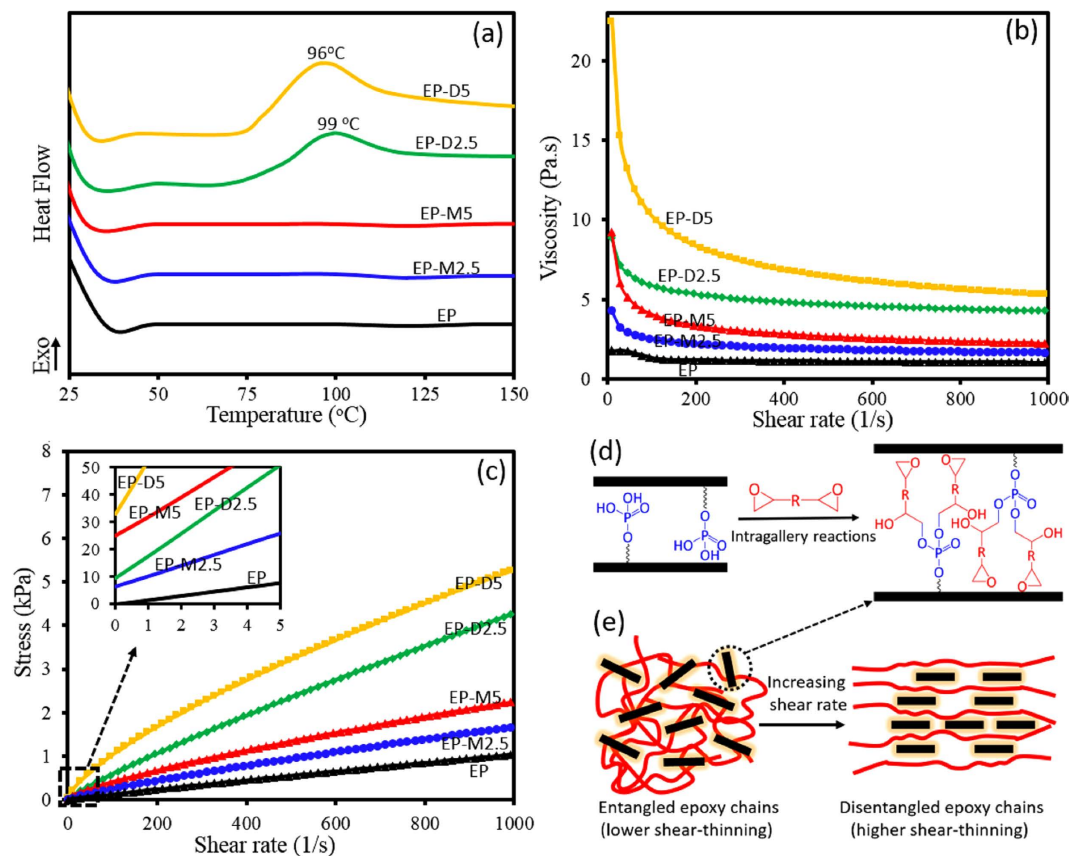 (a)
96°C
EP-D5
99 °C
EP-D2.5
EP-M5
EP-M2.5
EP
Heat Flow
Exo
25
50
75
100
125
150
Temperature (°C)
(b)
20
15
10
5
0
Viscosity (Pa.s)
EP-D5
EP-D2.5
EP-M5
EP-M2.5
EP
0
200
400
600
800
1000
Shear rate (1/s)
(c)
8
7
6
5
4
3
2
1
0
Stress (kPa)
50
40
30
20
10
0
EP-D5
EP-M5
EP-D2.5
EP-M2.5
EP
0
1
2
3
4
5
EP-D5
EP-D2.5
EP-M5
EP-M2.5
EP
0
200
400
600
800
1000
Shear rate (1/s)
(d)
OH
HO
P
O
O
O
HO
P
O
OH
O
R
O
Intragallery reactions
O
O
O
R
R
P
O
O
O
OH
OH
HO
HO
O
O
P
O
O
R
R
O
O
(e)
Increasing
shear rate
Entangled epoxy chains
(lower shear-thinning)
Disentangled epoxy chains
(higher shear-thinning)